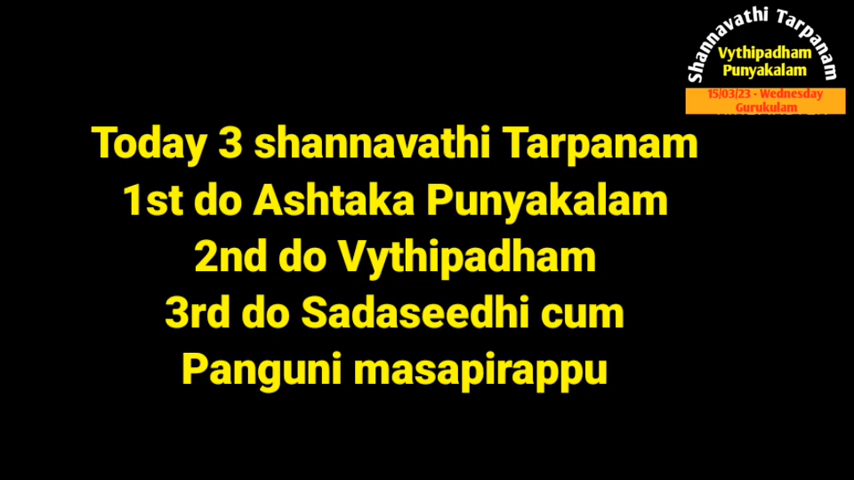 Shannavathi Tarpanam
Vythipadham
Punyakalam
15/03/23 - Wednesday
Gurukulam
Today 3 shannavathi Tarpanam
1st do Ashtaka Punyakalam
2nd do Vythipadham
3rd do Sadaseedhi cum
Panguni masapirappu